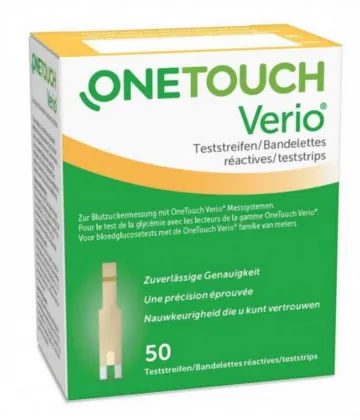 ONETOUCH
Verio®
Teststreifen/Bandelettes
réactives/teststrips
Zur Blutzuckermessung mit OneTouch Verio® Messsystemen.
Pour le test de la glycémie avec les lecteurs de la gamme OneTouch Verio®.
Voor bloedglucosetests met de OneTouch Verio® familie van meters.
Zuverlässige Genauigkeit
Une précision éprouvée
Nauwkeurigheid die u kunt vertrouwen
50
Teststreifen/Bandelettes réactives/teststrips